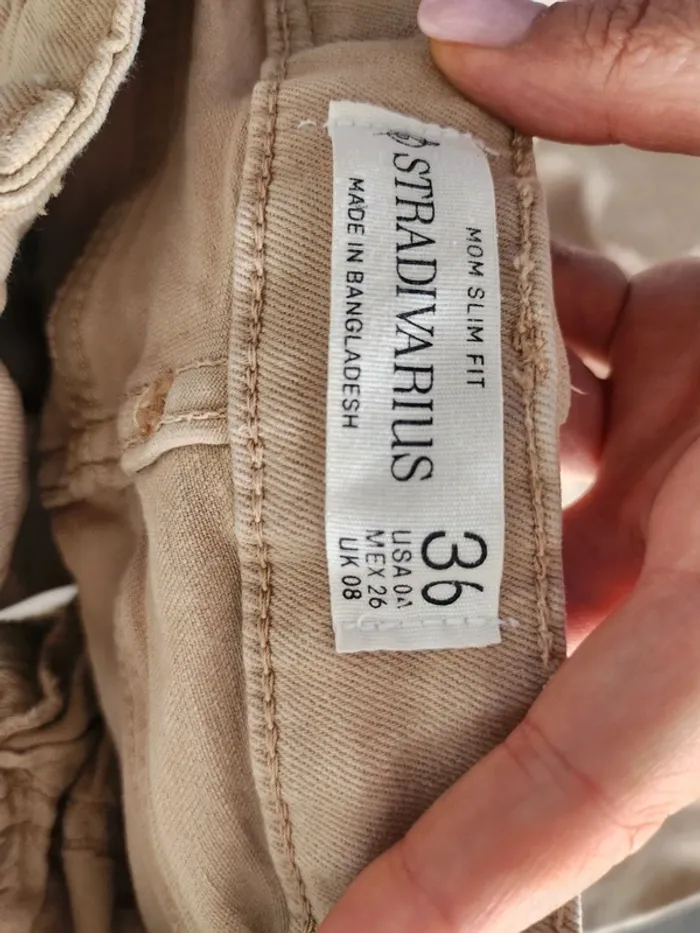 MOM SLIM FIT
STRADIVARIUS
MADE IN BANGLADESH
36
USA 04
MEX 26
UK 08